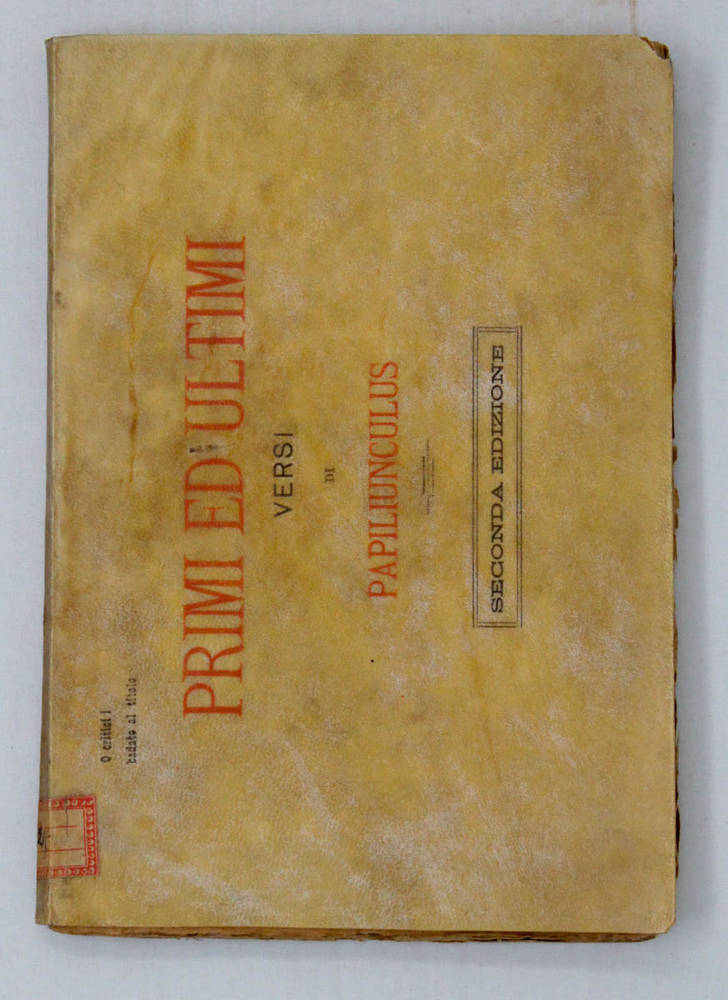 O critici!
badate al titolo
PRIMI ED ULTIMI
VERSI
DI
PAPILIUNCULUS
SECONDA EDIZIONE